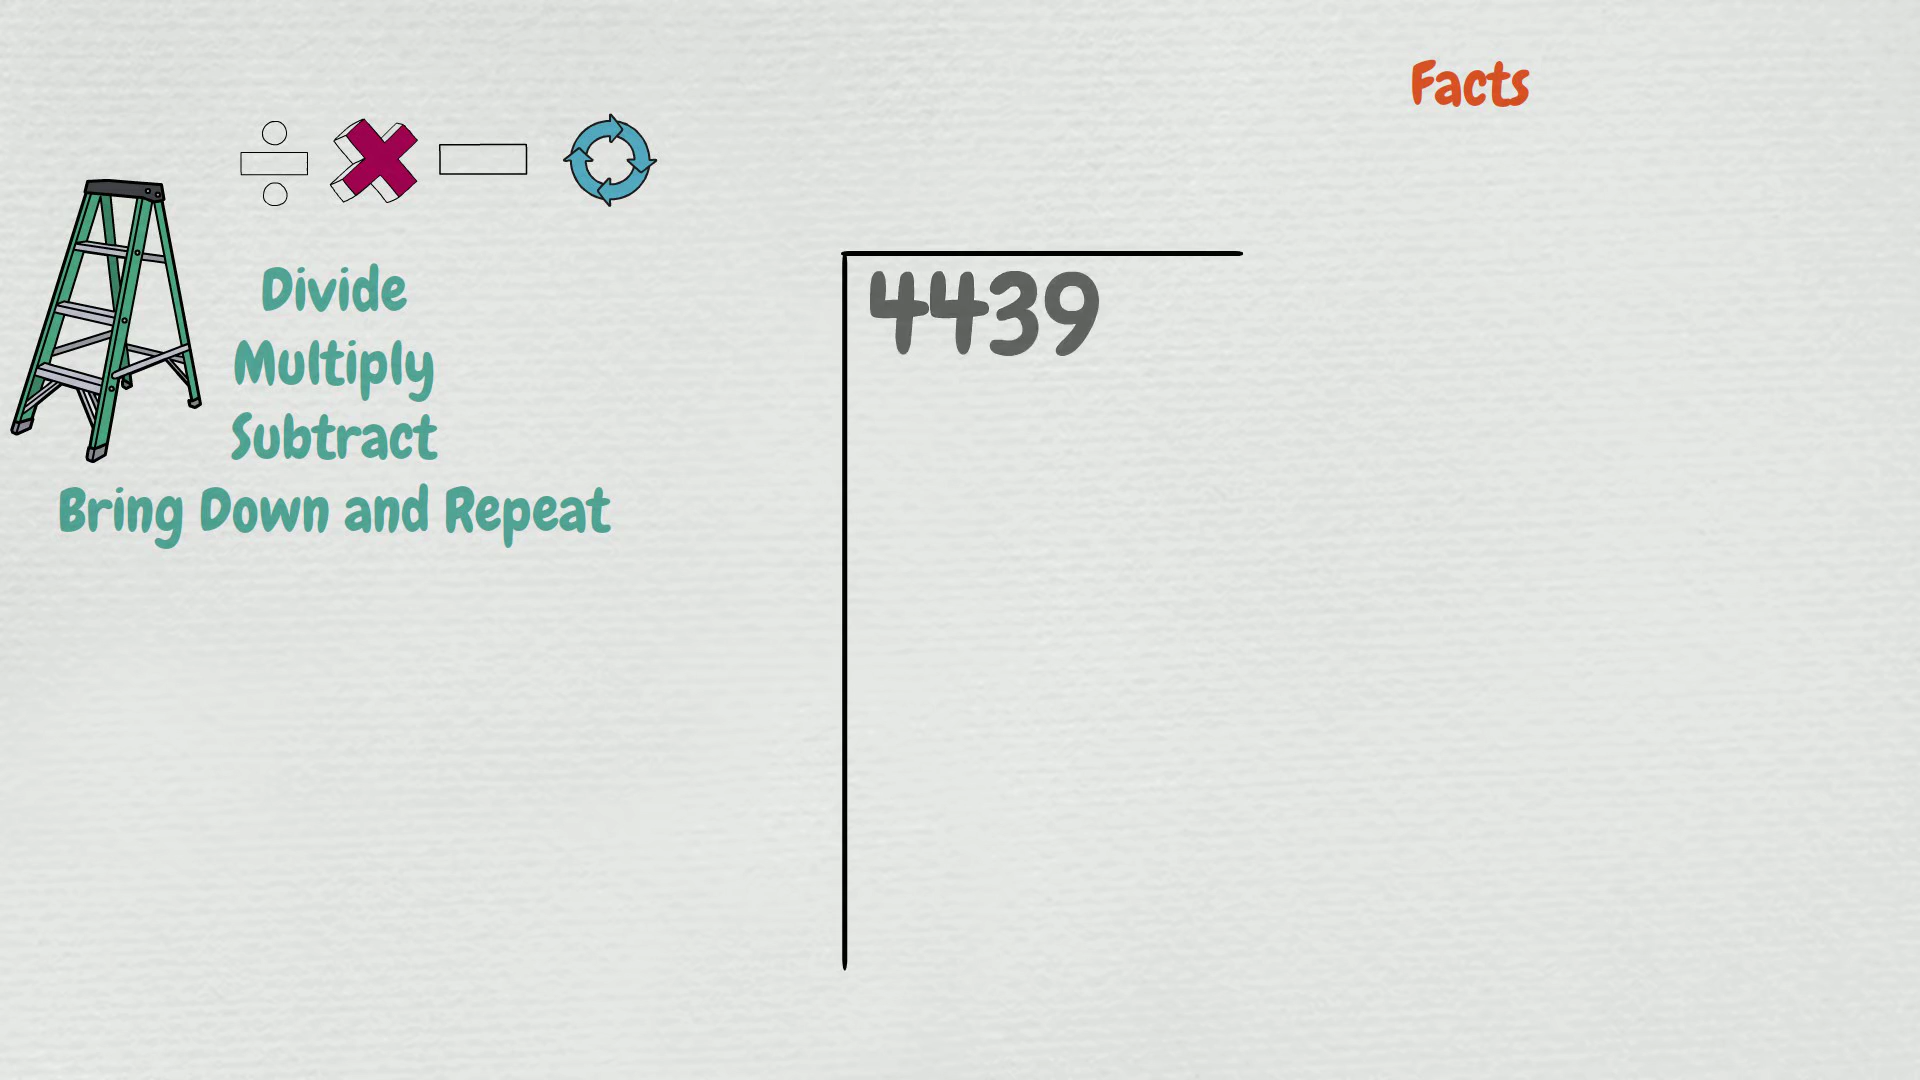 Facts
Divide
Multiply
Subtract
Bring Down and Repeat
4439